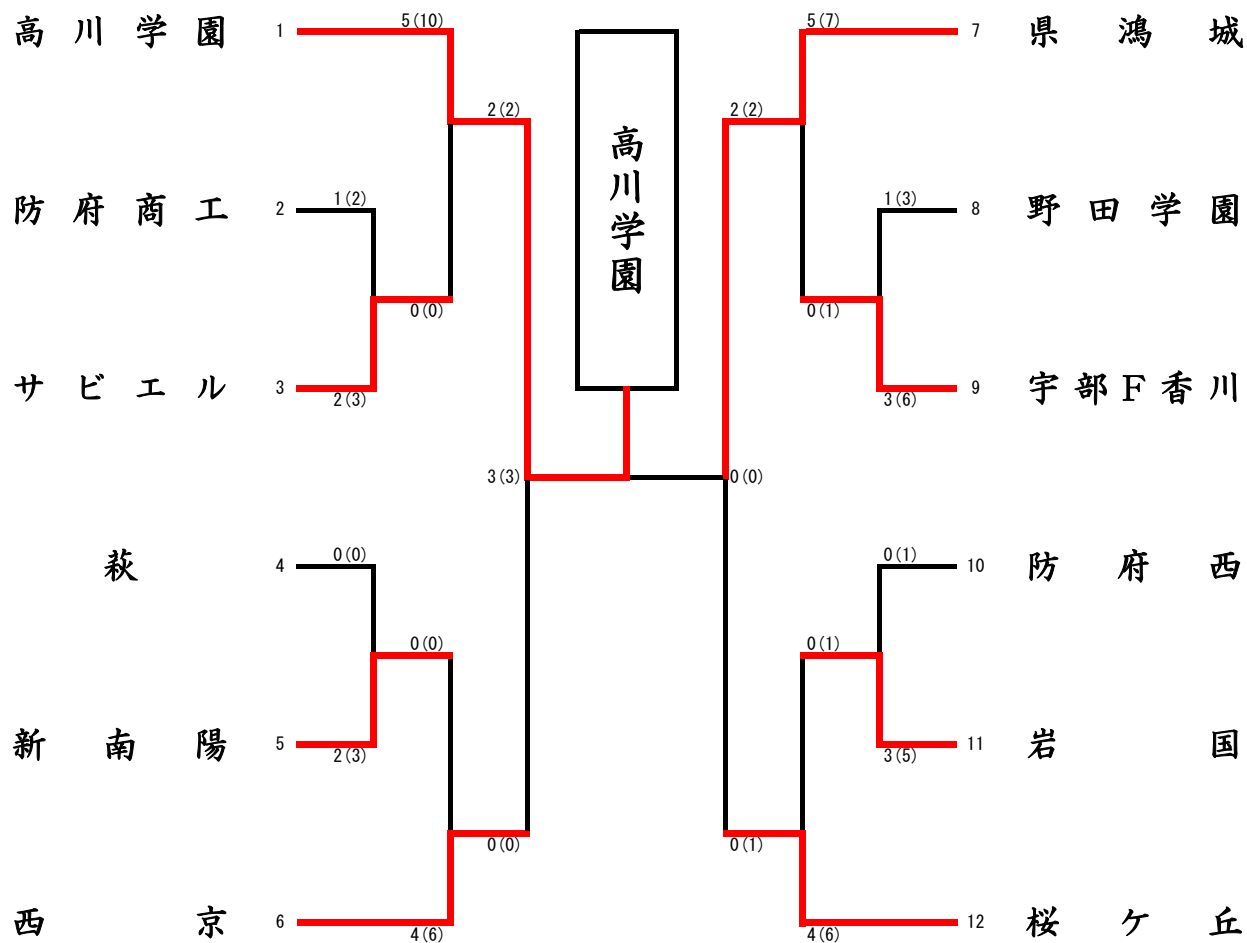 高川学園 1 5(10) 5(7) 7 県鴻城
2(2) 2(2)
高川学園
防府商工 2 1(2) 1(3) 8 野田学園
0(0) 0(1)
サビエル 3 2(3) 3(6) 9 宇部F香川
3(3) 0(0)
萩 4 0(0) 0(1) 10 防府西
0(0) 0(1)
新南陽 5 2(3) 3(5) 11 岩国
0(0) 0(1)
西京 6 4(6) 4(6) 12 桜ケ丘